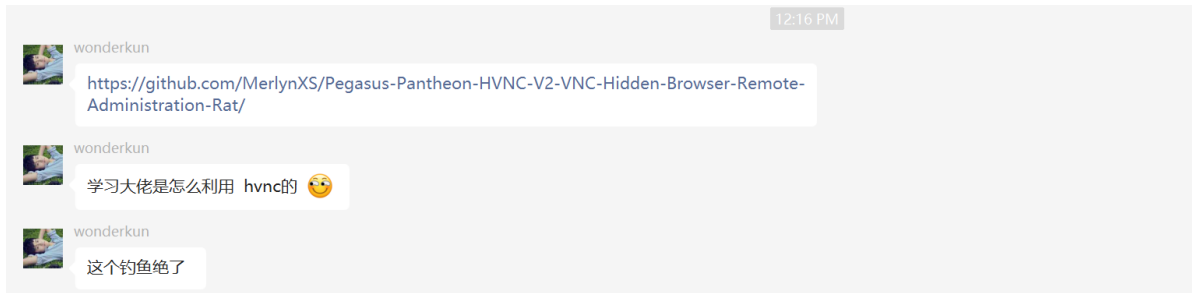 12:16 PM
wonderkun
https://github.com/MerlynXS/Pegasus-Pantheon-HVNC-V2-VNC-Hidden-Browser-Remote-
Administration-Rat/
wonderkun
学习大佬是怎么利用 hvnc的
wonderkun
这个钓鱼绝了